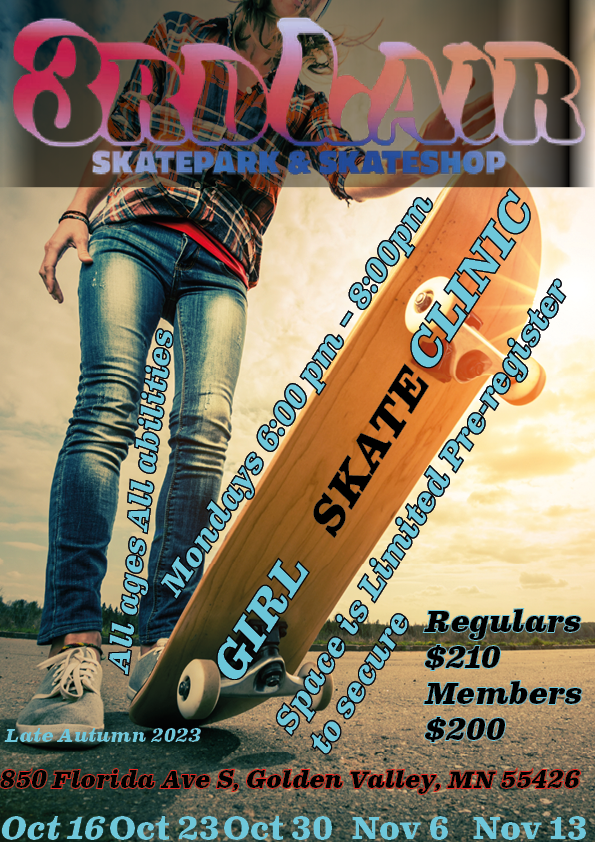 3RD LAIR
SKATEPARK & SKATESHOP
GIRL SKATE CLINIC
All ages All abilities
Mondays 6:00 pm - 8:00pm
Space is Limited Pre-register
to secure
Regulars
$210
Members
$200
Late Autumn 2023
850 Florida Ave S, Golden Valley, MN 55426
Oct 16 Oct 23 Oct 30 Nov 6 Nov 13